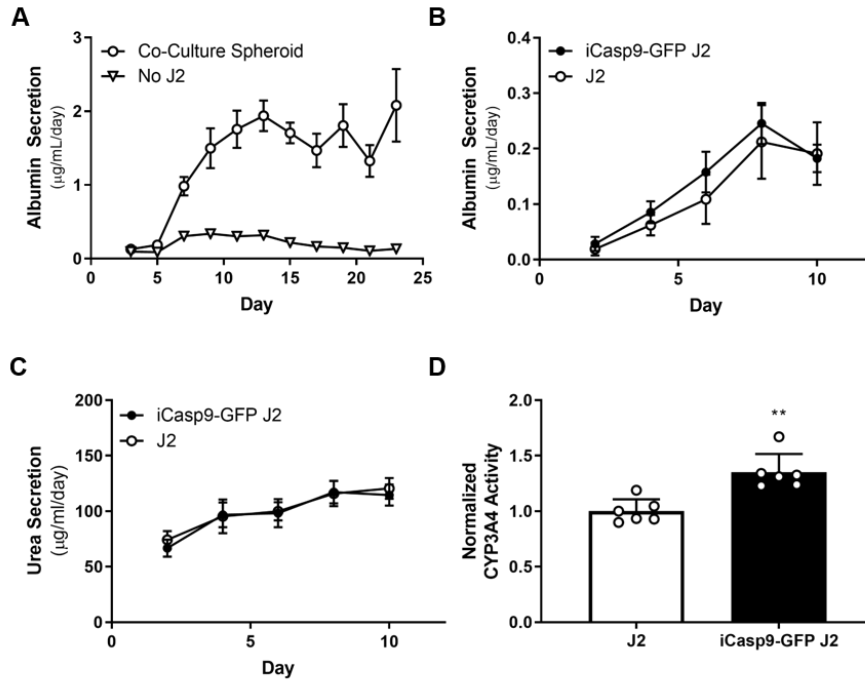 A
Albumin Secretion
(µg/mL/day)
3
2
1
0
Co-Culture Spheroid
No J2
0 5 10 15 20 25
Day
B
Albumin Secretion
(µg/mL/day)
0.4
0.3
0.2
0.1
0.0
iCasp9-GFP J2
J2
0 5 10
Day
C
Urea Secretion
(µg/ml/day)
200
150
100
50
0
iCasp9-GFP J2
J2
0 5 10
Day
D
Normalized
CYP3A4 Activity
2.0
1.5
1.0
0.5
0.0
**
J2 iCasp9-GFP J2